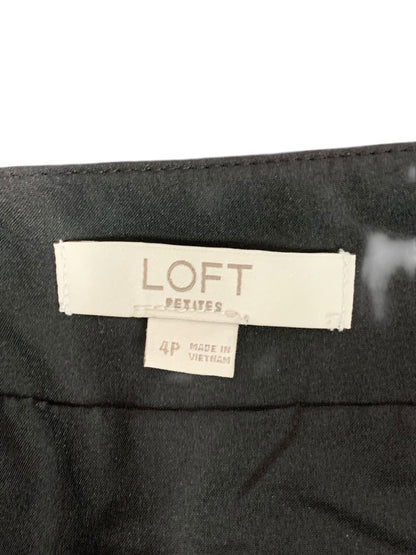 LOFT
PETITES
4P MADE IN
VIETNAM